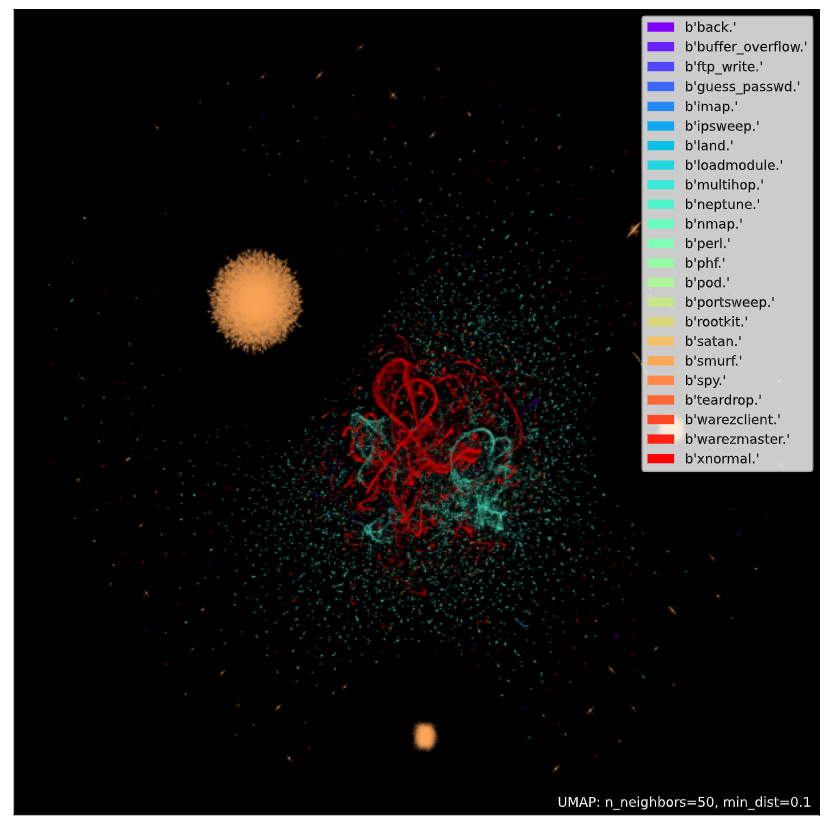 b'back.'
b'buffer_overflow.'
b'ftp_write.'
b'guess_passwd.'
b'imap.'
b'ipsweep.'
b'land.'
b'loadmodule.'
b'multihop.'
b'neptune.'
b'nmap.'
b'perl.'
b'phf.'
b'pod.'
b'portsweep.'
b'rootkit.'
b'satan.'
b'smurf.'
b'spy.'
b'teardrop.'
b'warezclient.'
b'warezmaster.'
b'xnormal.'
UMAP: n_neighbors=50, min_dist=0.1